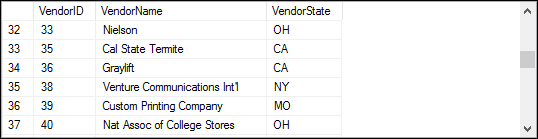 VendorID VendorName VendorState
32 33 Nielson OH
33 35 Cal State Termite CA
34 36 Graylift CA
35 38 Venture Communications Int'l NY
36 39 Custom Printing Company MO
37 40 Nat Assoc of College Stores OH